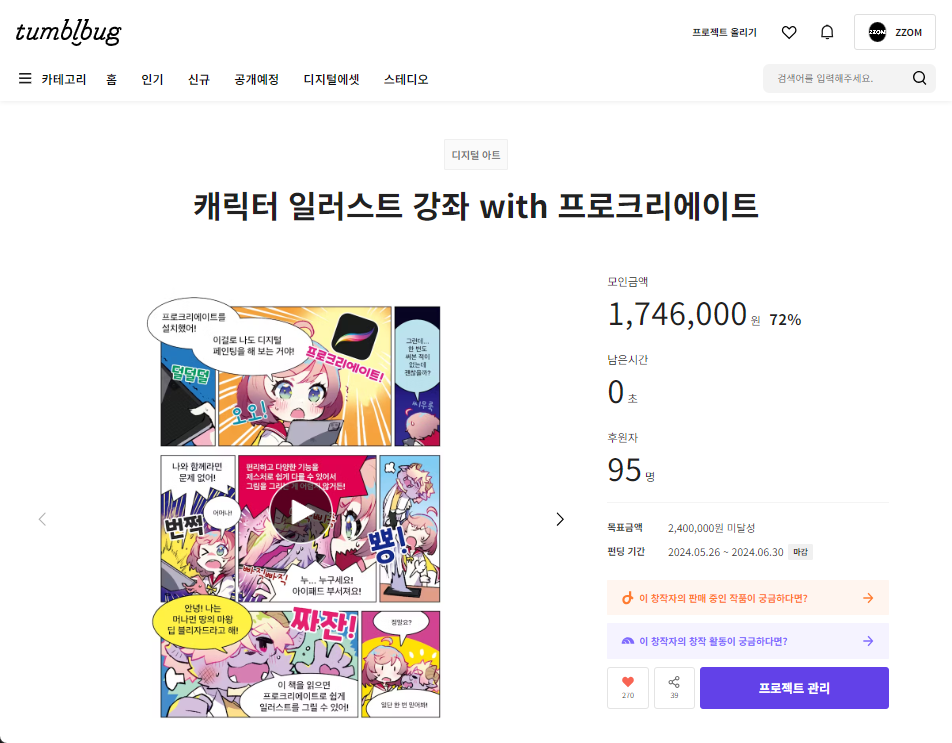 tumblbug
프로젝트 올리기
ZZOM
ZZOM
카테고리 홈 인기 신규 공개예정 디지털에셋 스테디오
검색어를 입력해주세요.
디지털 아트
캐릭터 일러스트 강좌 with 프로크리에이트
프로크리에이트를
설치했어!
이걸로 나도 디지털
페인팅을 해 보는 거야!
프로크리에이트!
덜덜덜
오오!
그런데...
한 번도
써본 적이
없는데
괜찮을까?
나와 함께라면
문제 없어!
어머나!
번쩍
편리하고 다양한 기능을
제스처로 쉽게 다룰 수 있어서
그림을 그리는 게 어렵지 않거든!
빠직빠직
누... 누구세요!
아이패드 부서져요!
뿅!
안녕! 나는
머나먼 땅의 마왕
딥 블리자드라고 해!
짜잔!
이 책을 읽으면
프로크리에이트로 쉽게
일러스트를 그릴 수 있어!
정말요?
일단 한 번 믿어봐!
모인금액
1,746,000 원 72%
남은시간
0 초
후원자
95 명
목표금액 2,400,000원 미달성
펀딩 기간 2024.05.26 ~ 2024.06.30 마감
이 창작자의 판매 중인 작품이 궁금하다면?
이 창작자의 창작 활동이 궁금하다면?
270
39
프로젝트 관리